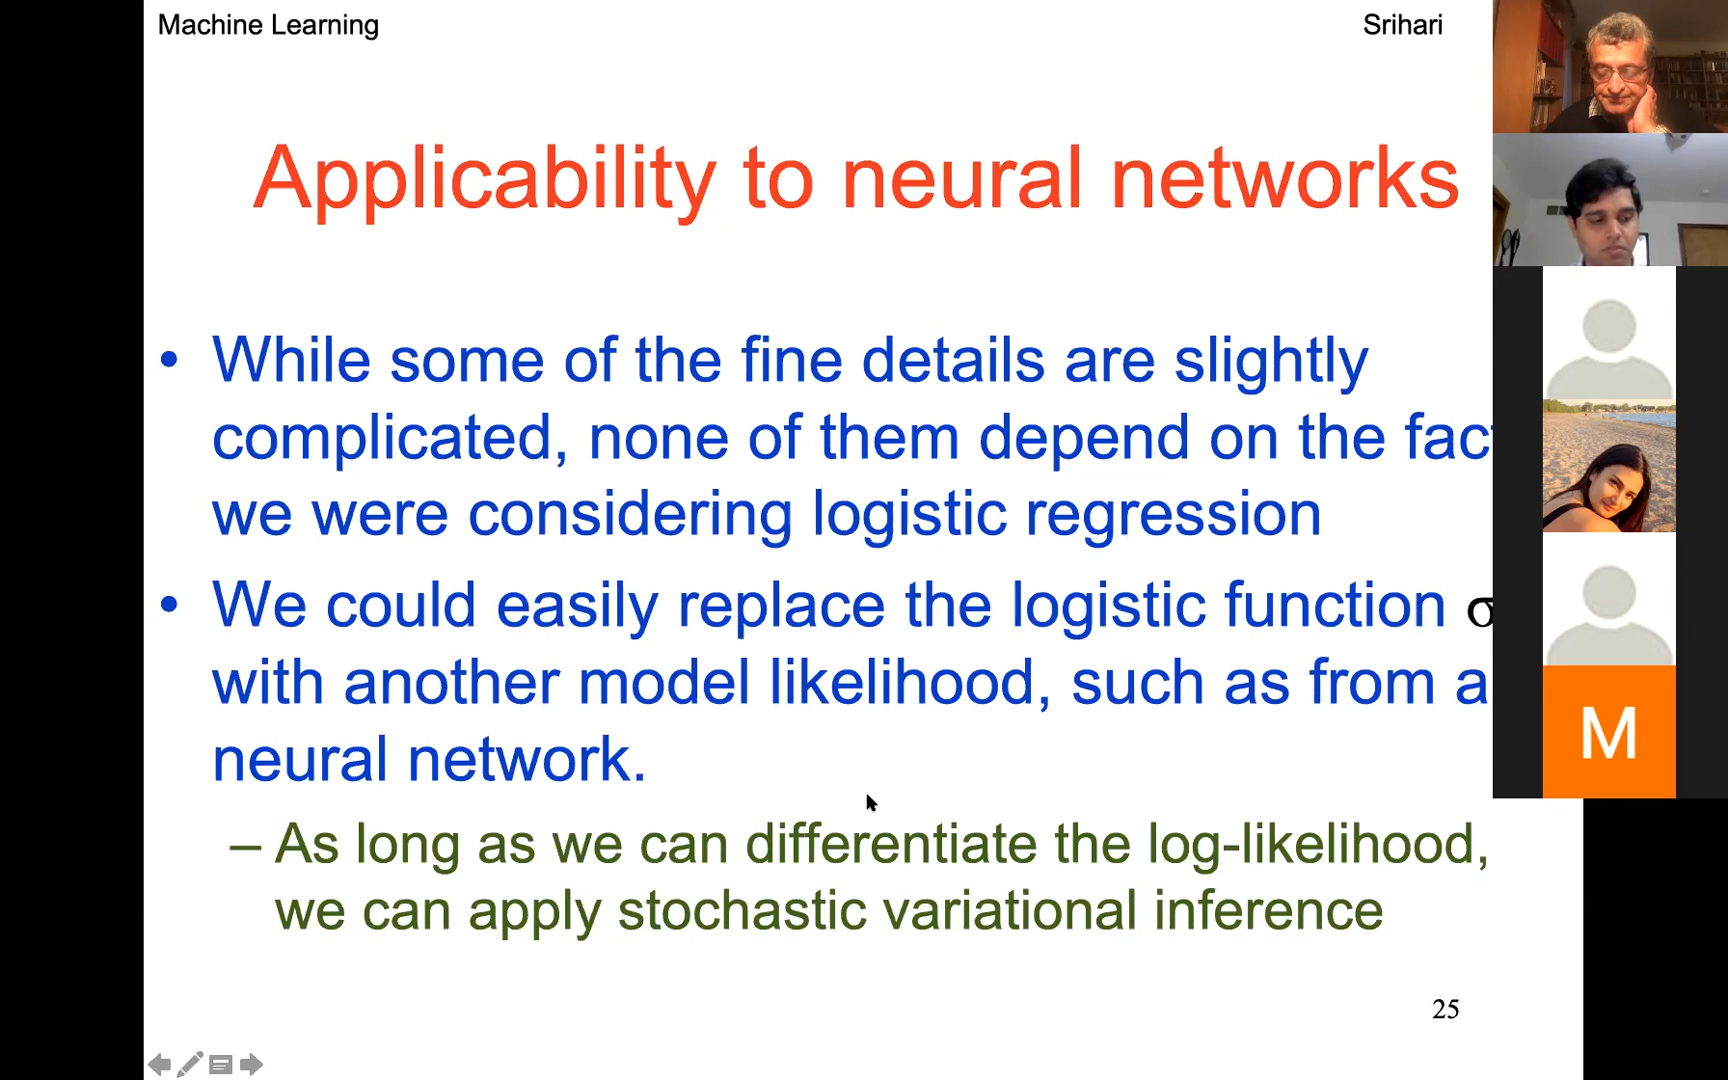 Machine Learning
Srihari
Applicability to neural networks
• While some of the fine details are slightly
complicated, none of them depend on the fact
we were considering logistic regression
• We could easily replace the logistic function σ
with another model likelihood, such as from a
neural network.
– As long as we can differentiate the log-likelihood,
we can apply stochastic variational inference
25
M